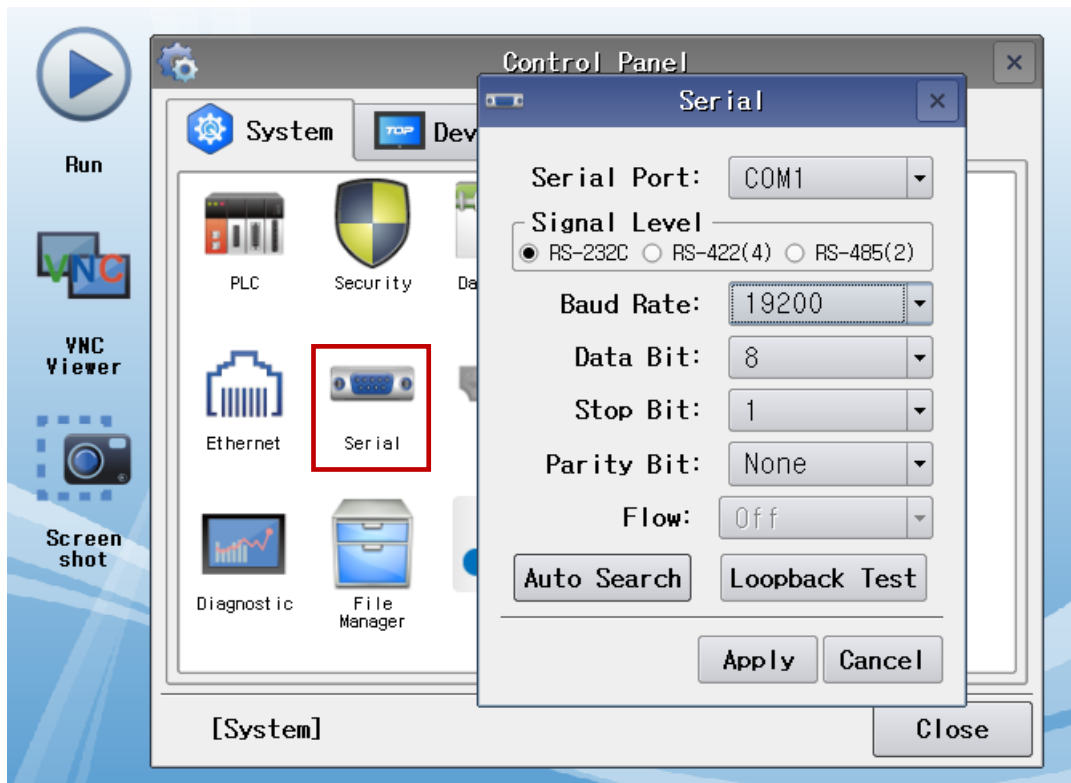 Run
VNC
VNC
Viewer
Screen
shot
Control Panel
System
TOP
Dev
PLC
Security
Da
Ethernet
Serial
Diagnostic
File
Manager
[System]
Close
Serial
Serial Port: COM1
Signal Level
RS-232C RS-422(4) RS-485(2)
Baud Rate: 19200
Data Bit: 8
Stop Bit: 1
Parity Bit: None
Flow: Off
Auto Search Loopback Test
Apply Cancel